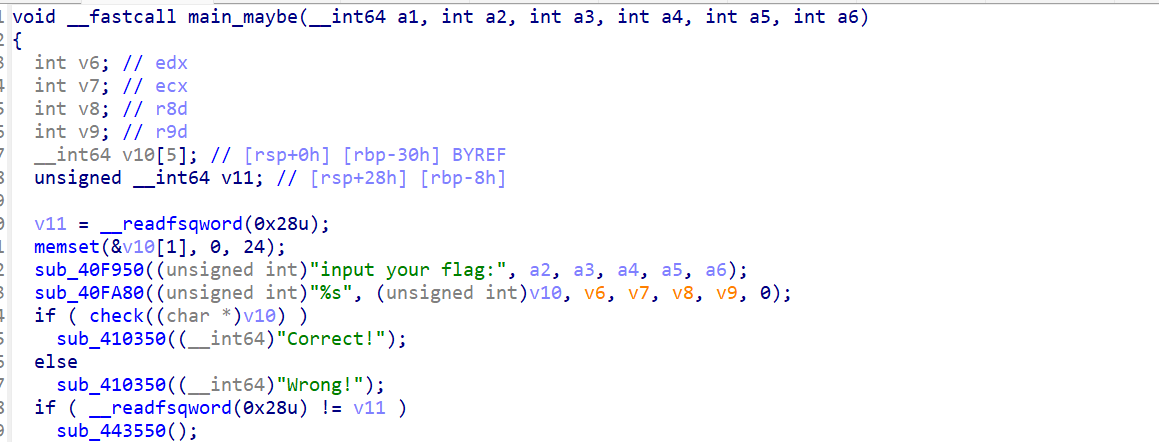 1 void __fastcall main_maybe(__int64 a1, int a2, int a3, int a4, int a5, int a6)
2 {
3   int v6; // edx
4   int v7; // ecx
5   int v8; // r8d
6   int v9; // r9d
7   __int64 v10[5]; // [rsp+0h] [rbp-30h] BYREF
8   unsigned __int64 v11; // [rsp+28h] [rbp-8h]
9
0   v11 = __readfsqword(0x28u);
1   memset(&v10[1], 0, 24);
2   sub_40F950((unsigned int)"input your flag:", a2, a3, a4, a5, a6);
3   sub_40FA80((unsigned int)"%s", (unsigned int)v10, v6, v7, v8, v9, 0);
4   if ( check((char *)v10) )
5     sub_410350((__int64)"Correct!");
6   else
7     sub_410350((__int64)"Wrong!");
8   if ( __readfsqword(0x28u) != v11 )
9     sub_443550();